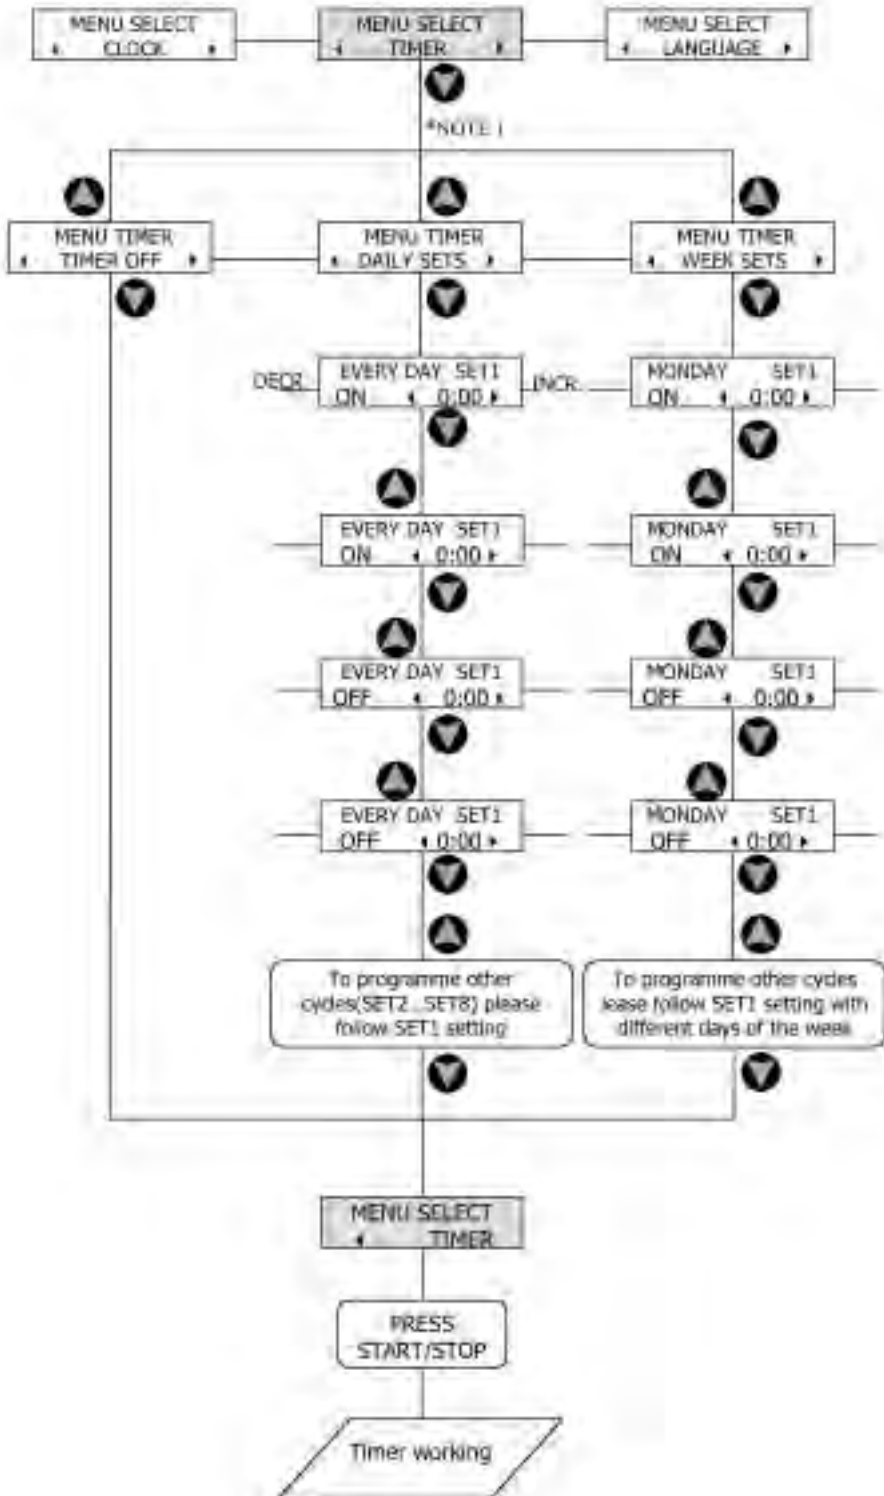 MENU SELECT
CLOCK
MENU SELECT
TIMER
MENU SELECT
LANGUAGE
*NOTE 1
MENU TIMER
TIMER OFF
MENU TIMER
DAILY SETS
MENU TIMER
WEEK SETS
DECR.
EVERY DAY SET1
ON 0:00
INCR.
MONDAY SET1
ON 0:00
EVERY DAY SET1
ON 0:00
MONDAY SET1
ON 0:00
EVERY DAY SET1
OFF 0:00
MONDAY SET1
OFF 0:00
EVERY DAY SET1
OFF 0:00
MONDAY SET1
OFF 0:00
To programme other
cycles(SET2...SET8) please
follow SET1 setting
To programme other cycles
lease follow SET1 setting with
different days of the week
MENU SELECT
TIMER
PRESS
START/STOP
Timer working